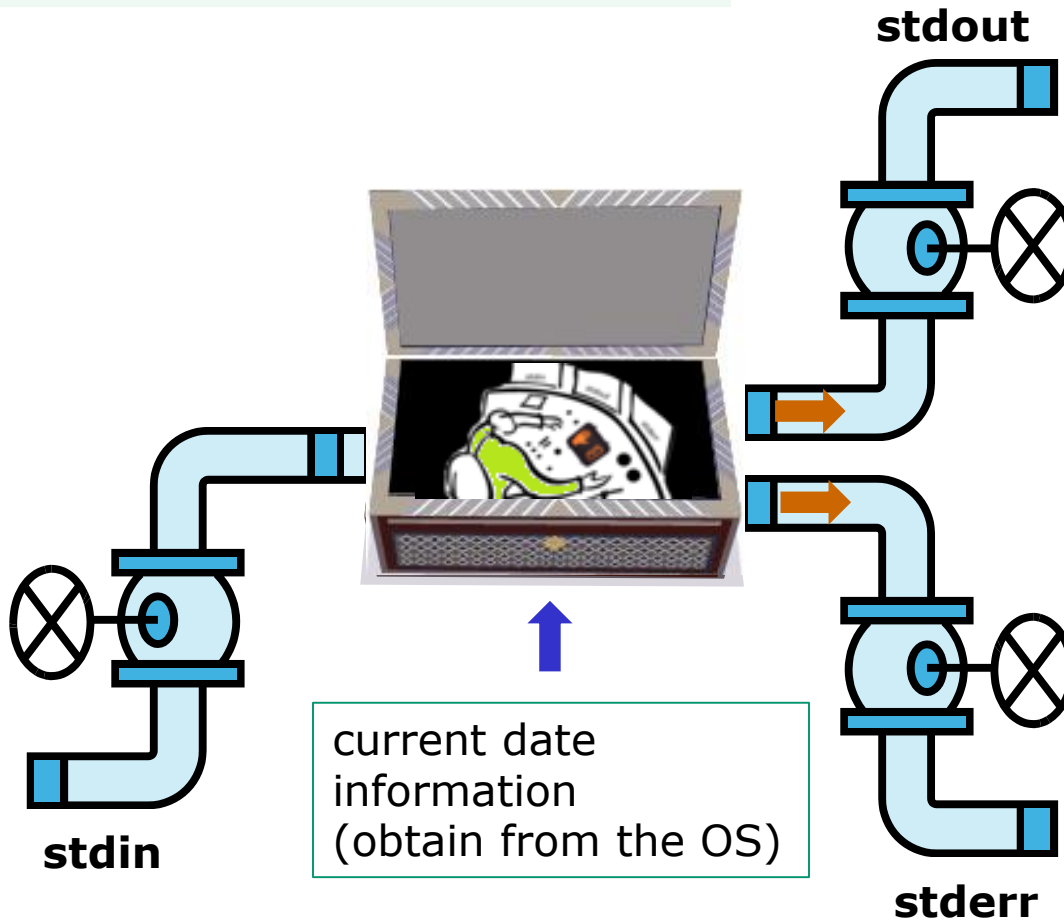 stdout
current date
information
(obtain from the OS)
stdin
stderr